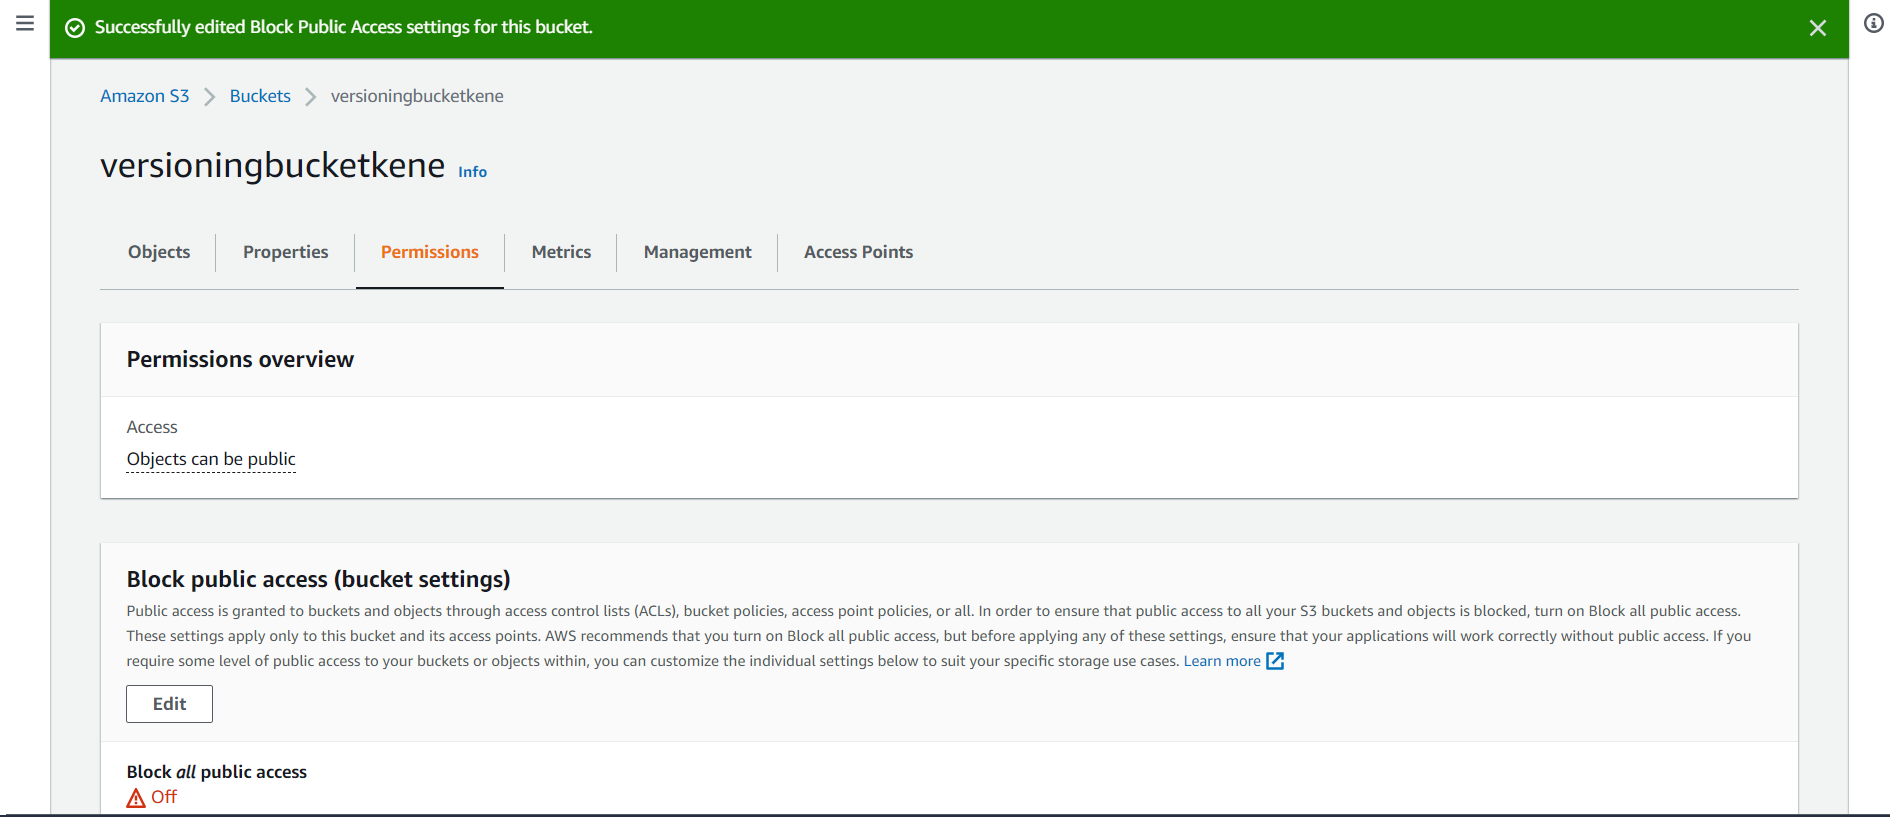 Successfully edited Block Public Access settings for this bucket.
Amazon S3 > Buckets > versioningbucketkene
versioningbucketkene Info
Objects Properties Permissions Metrics Management Access Points
Permissions overview
Access
Objects can be public
Block public access (bucket settings)
Public access is granted to buckets and objects through access control lists (ACLs), bucket policies, access point policies, or all. In order to ensure that public access to all your S3 buckets and objects is blocked, turn on Block all public access.
These settings apply only to this bucket and its access points. AWS recommends that you turn on Block all public access, but before applying any of these settings, ensure that your applications will work correctly without public access. If you
require some level of public access to your buckets or objects within, you can customize the individual settings below to suit your specific storage use cases. Learn more
Edit
Block all public access
Off